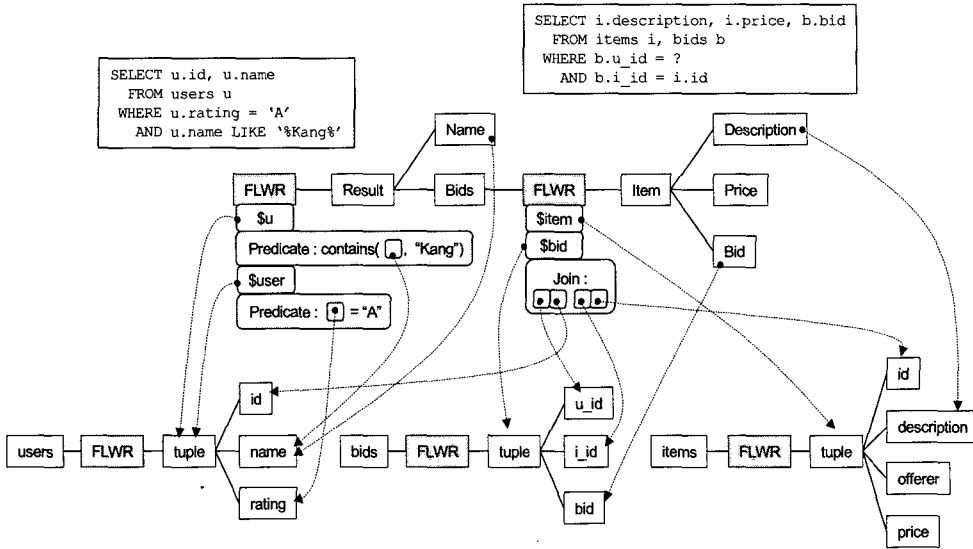 SELECT i.description, i.price, b.bid
FROM items i, bids b
WHERE b.u_id = ?
AND b.i_id = i.id
SELECT u.id, u.name
FROM users u
WHERE u.rating = ‘A’
AND u.name LIKE ‘%Kang%’
Name
Description
FLWR
Result
Bids
FLWR
Item
Price
$u
$item
Predicate : contains( , “Kang”)
$bid
Bid
$user
Join :
Predicate : = “A”
id
u_id
id
users
FLWR
tuple
name
bids
FLWR
tuple
i_id
items
FLWR
tuple
description
rating
bid
offerer
price